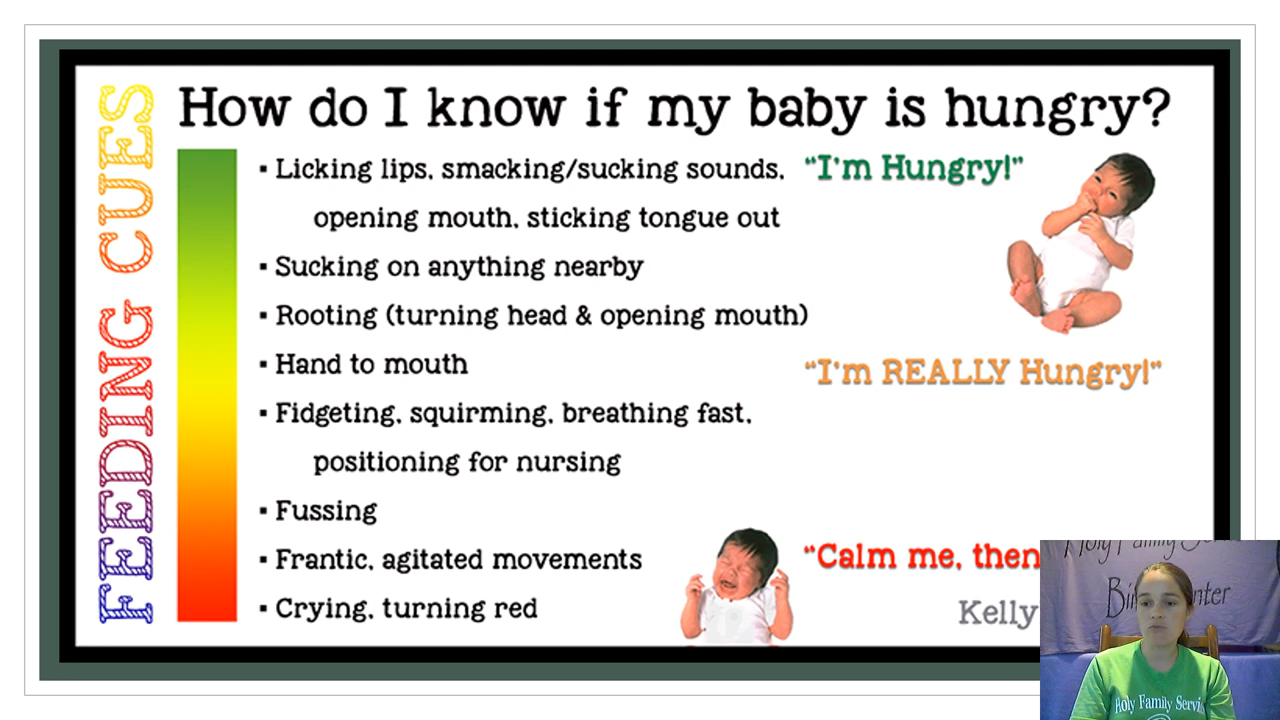 FEEDING CUES
How do I know if my baby is hungry?
▪ Licking lips, smacking/sucking sounds,
opening mouth, sticking tongue out
"I'm Hungry!"
▪ Sucking on anything nearby
▪ Rooting (turning head & opening mouth)
▪ Hand to mouth
"I'm REALLY Hungry!"
▪ Fidgeting, squirming, breathing fast,
positioning for nursing
▪ Fussing
▪ Frantic, agitated movements
"Calm me, then
▪ Crying, turning red
Kelly
Holy Family
Holy Family